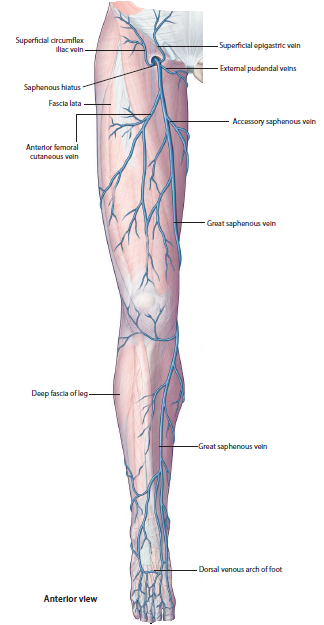 Superficial circumflex
iliac vein
Superficial epigastric vein
External pudendal veins
Saphenous hiatus
Fascia lata
Accessory saphenous vein
Anterior femoral
cutaneous vein
Great saphenous vein
Deep fascia of leg
Great saphenous vein
Dorsal venous arch of foot
Anterior view